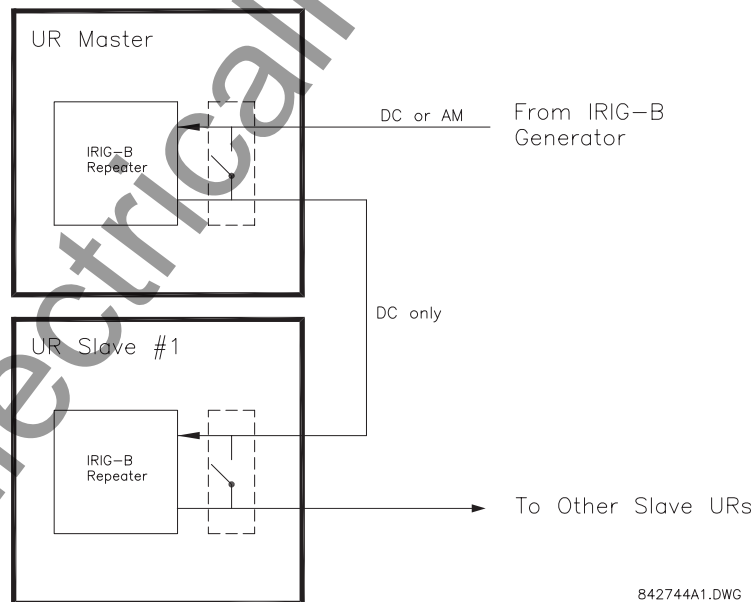 UR Master
IRIG-B
Repeater
DC or AM
From IRIG-B
Generator
DC only
UR Slave #1
IRIG-B
Repeater
To Other Slave URs
842744A1.DWG